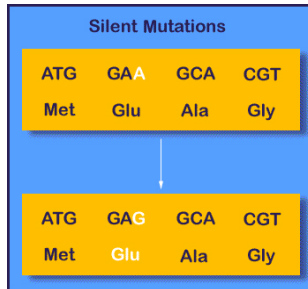 Silent Mutations
ATG GAA GCA CGT
Met Glu Ala Gly
ATG GAG GCA CGT
Met Glu Ala Gly